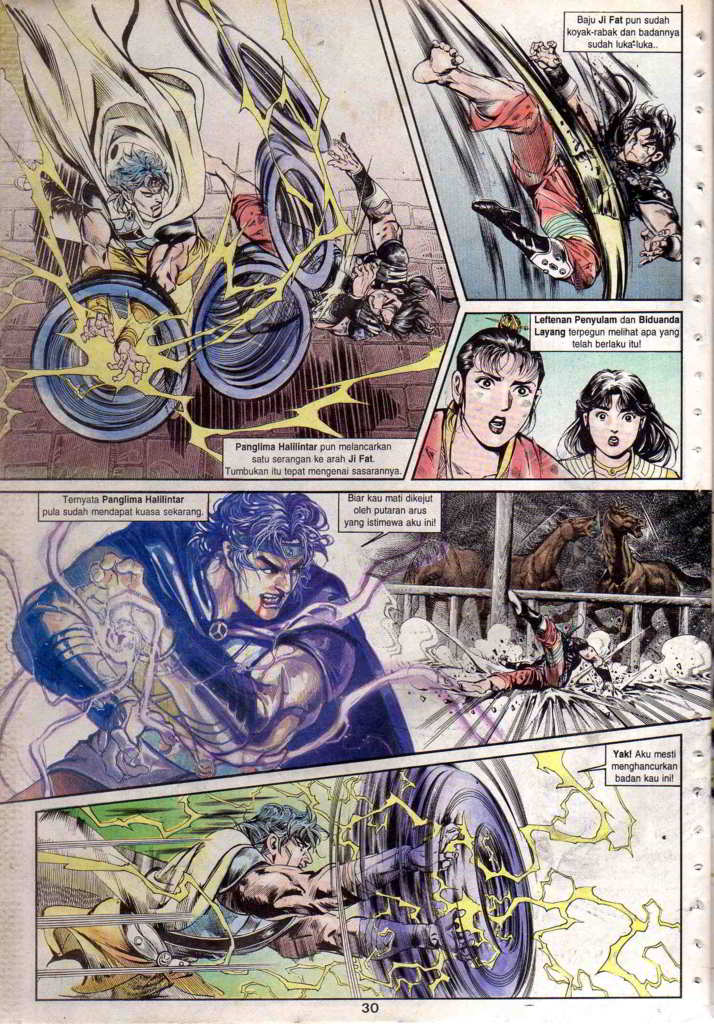 Panglima Halilintar pun melancarkan
satu serangan ke arah Ji Fat.
Tumbukan itu tepat mengenai sasarannya.
Baju Ji Fat pun sudah
koyak-rabak dan badannya
sudah luka-luka..
Leftenan Penyulam dan Biduanda
Layang terpegun melihat apa yang
telah berlaku itu!
Ternyata Panglima Halilintar
pula sudah mendapat kuasa sekarang.
Biar kau mati dikejut
oleh putaran arus
yang istimewa aku ini!
Yak! Aku mesti
menghancurkan
badan kau ini!
30